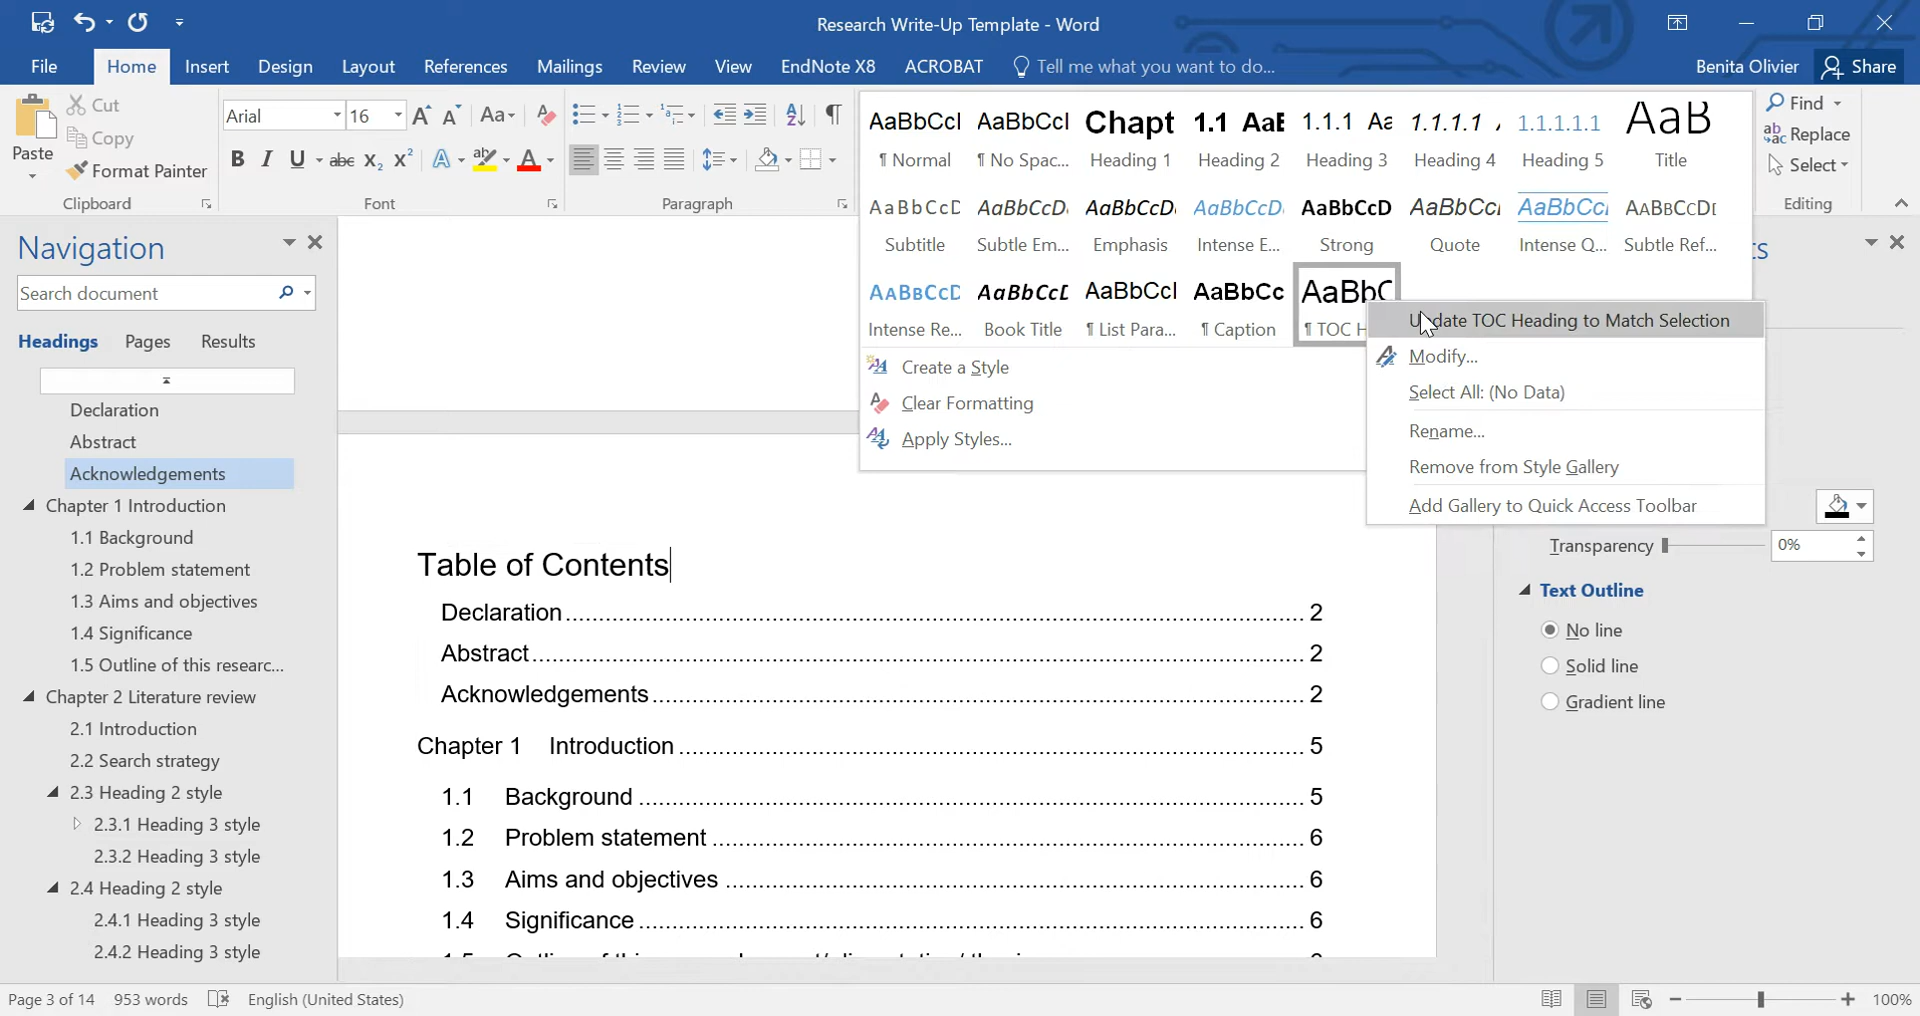 Research Write-Up Template - Word
File Home Insert Design Layout References Mailings Review View EndNote X8 ACROBAT Tell me what you want to do... Benita Olivier Share
Paste
Cut
Copy
Format Painter
Clipboard
Arial 16
Font
Paragraph
AaBbCcI AaBbCcI Chapt 1.1 AaE 1.1.1 Aa 1.1.1.1 1.1.1.1.1 AaB
¶ Normal ¶ No Spac... Heading 1 Heading 2 Heading 3 Heading 4 Heading 5 Title
AaBbCcD AaBbCcD AaBbCcD AaBbCcD AaBbCcD AaBbCcI AaBbCcI AaBbCcD
Subtitle Subtle Em... Emphasis Intense E... Strong Quote Intense Q... Subtle Ref...
AaBbCcD AaBbCcD AaBbCcI AaBbCc AaBbC
Intense Re... Book Title ¶ List Para... ¶ Caption ¶ TOC H
Create a Style
Clear Formatting
Apply Styles...
Update TOC Heading to Match Selection
Modify...
Select All: (No Data)
Rename...
Remove from Style Gallery
Add Gallery to Quick Access Toolbar
Find
Replace
Select
Editing
Navigation
Search document
Headings Pages Results
Declaration
Abstract
Acknowledgements
Chapter 1 Introduction
1.1 Background
1.2 Problem statement
1.3 Aims and objectives
1.4 Significance
1.5 Outline of this researc...
Chapter 2 Literature review
2.1 Introduction
2.2 Search strategy
2.3 Heading 2 style
2.3.1 Heading 3 style
2.3.2 Heading 3 style
2.4 Heading 2 style
2.4.1 Heading 3 style
2.4.2 Heading 3 style
Table of Contents
Declaration 2
Abstract 2
Acknowledgements 2
Chapter 1 Introduction 5
1.1 Background 5
1.2 Problem statement 6
1.3 Aims and objectives 6
1.4 Significance 6
Transparency 0%
Text Outline
No line
Solid line
Gradient line
Page 3 of 14 953 words English (United States) 100%